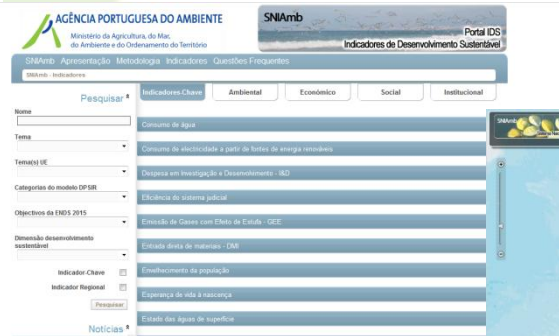 AGÊNCIA PORTUGUESA DO AMBIENTE
Ministério da Agricultura, do Mar,
do Ambiente e do Ordenamento do Território
SNIAmb
Portal IDS
Indicadores de Desenvolvimento Sustentável
SNIAmb Apresentação Metodologia Indicadores Questões Frequentes
SNIAmb - Indicadores
Pesquisar
Nome
Tema
Tema(s) UE
Categorias do modelo DPSIR
Objectivos da ENDS 2015
Dimensão desenvolvimento
sustentável
Indicador-Chave
Indicador Regional
Pesquisar
Notícias
Indicadores-Chave
Ambiental
Económico
Social
Institucional
Consumo de água
Consumo de electricidade a partir de fontes de energia renováveis
Despesa em Investigação e Desenvolvimento - I&D
Eficiência do sistema judicial
Emissão de Gases com Efeito de Estufa - GEE
Entrada direta de materiais - DMI
Envelhecimento da população
Esperança de vida à nascença
Estado das águas de superfície
SNIAmb